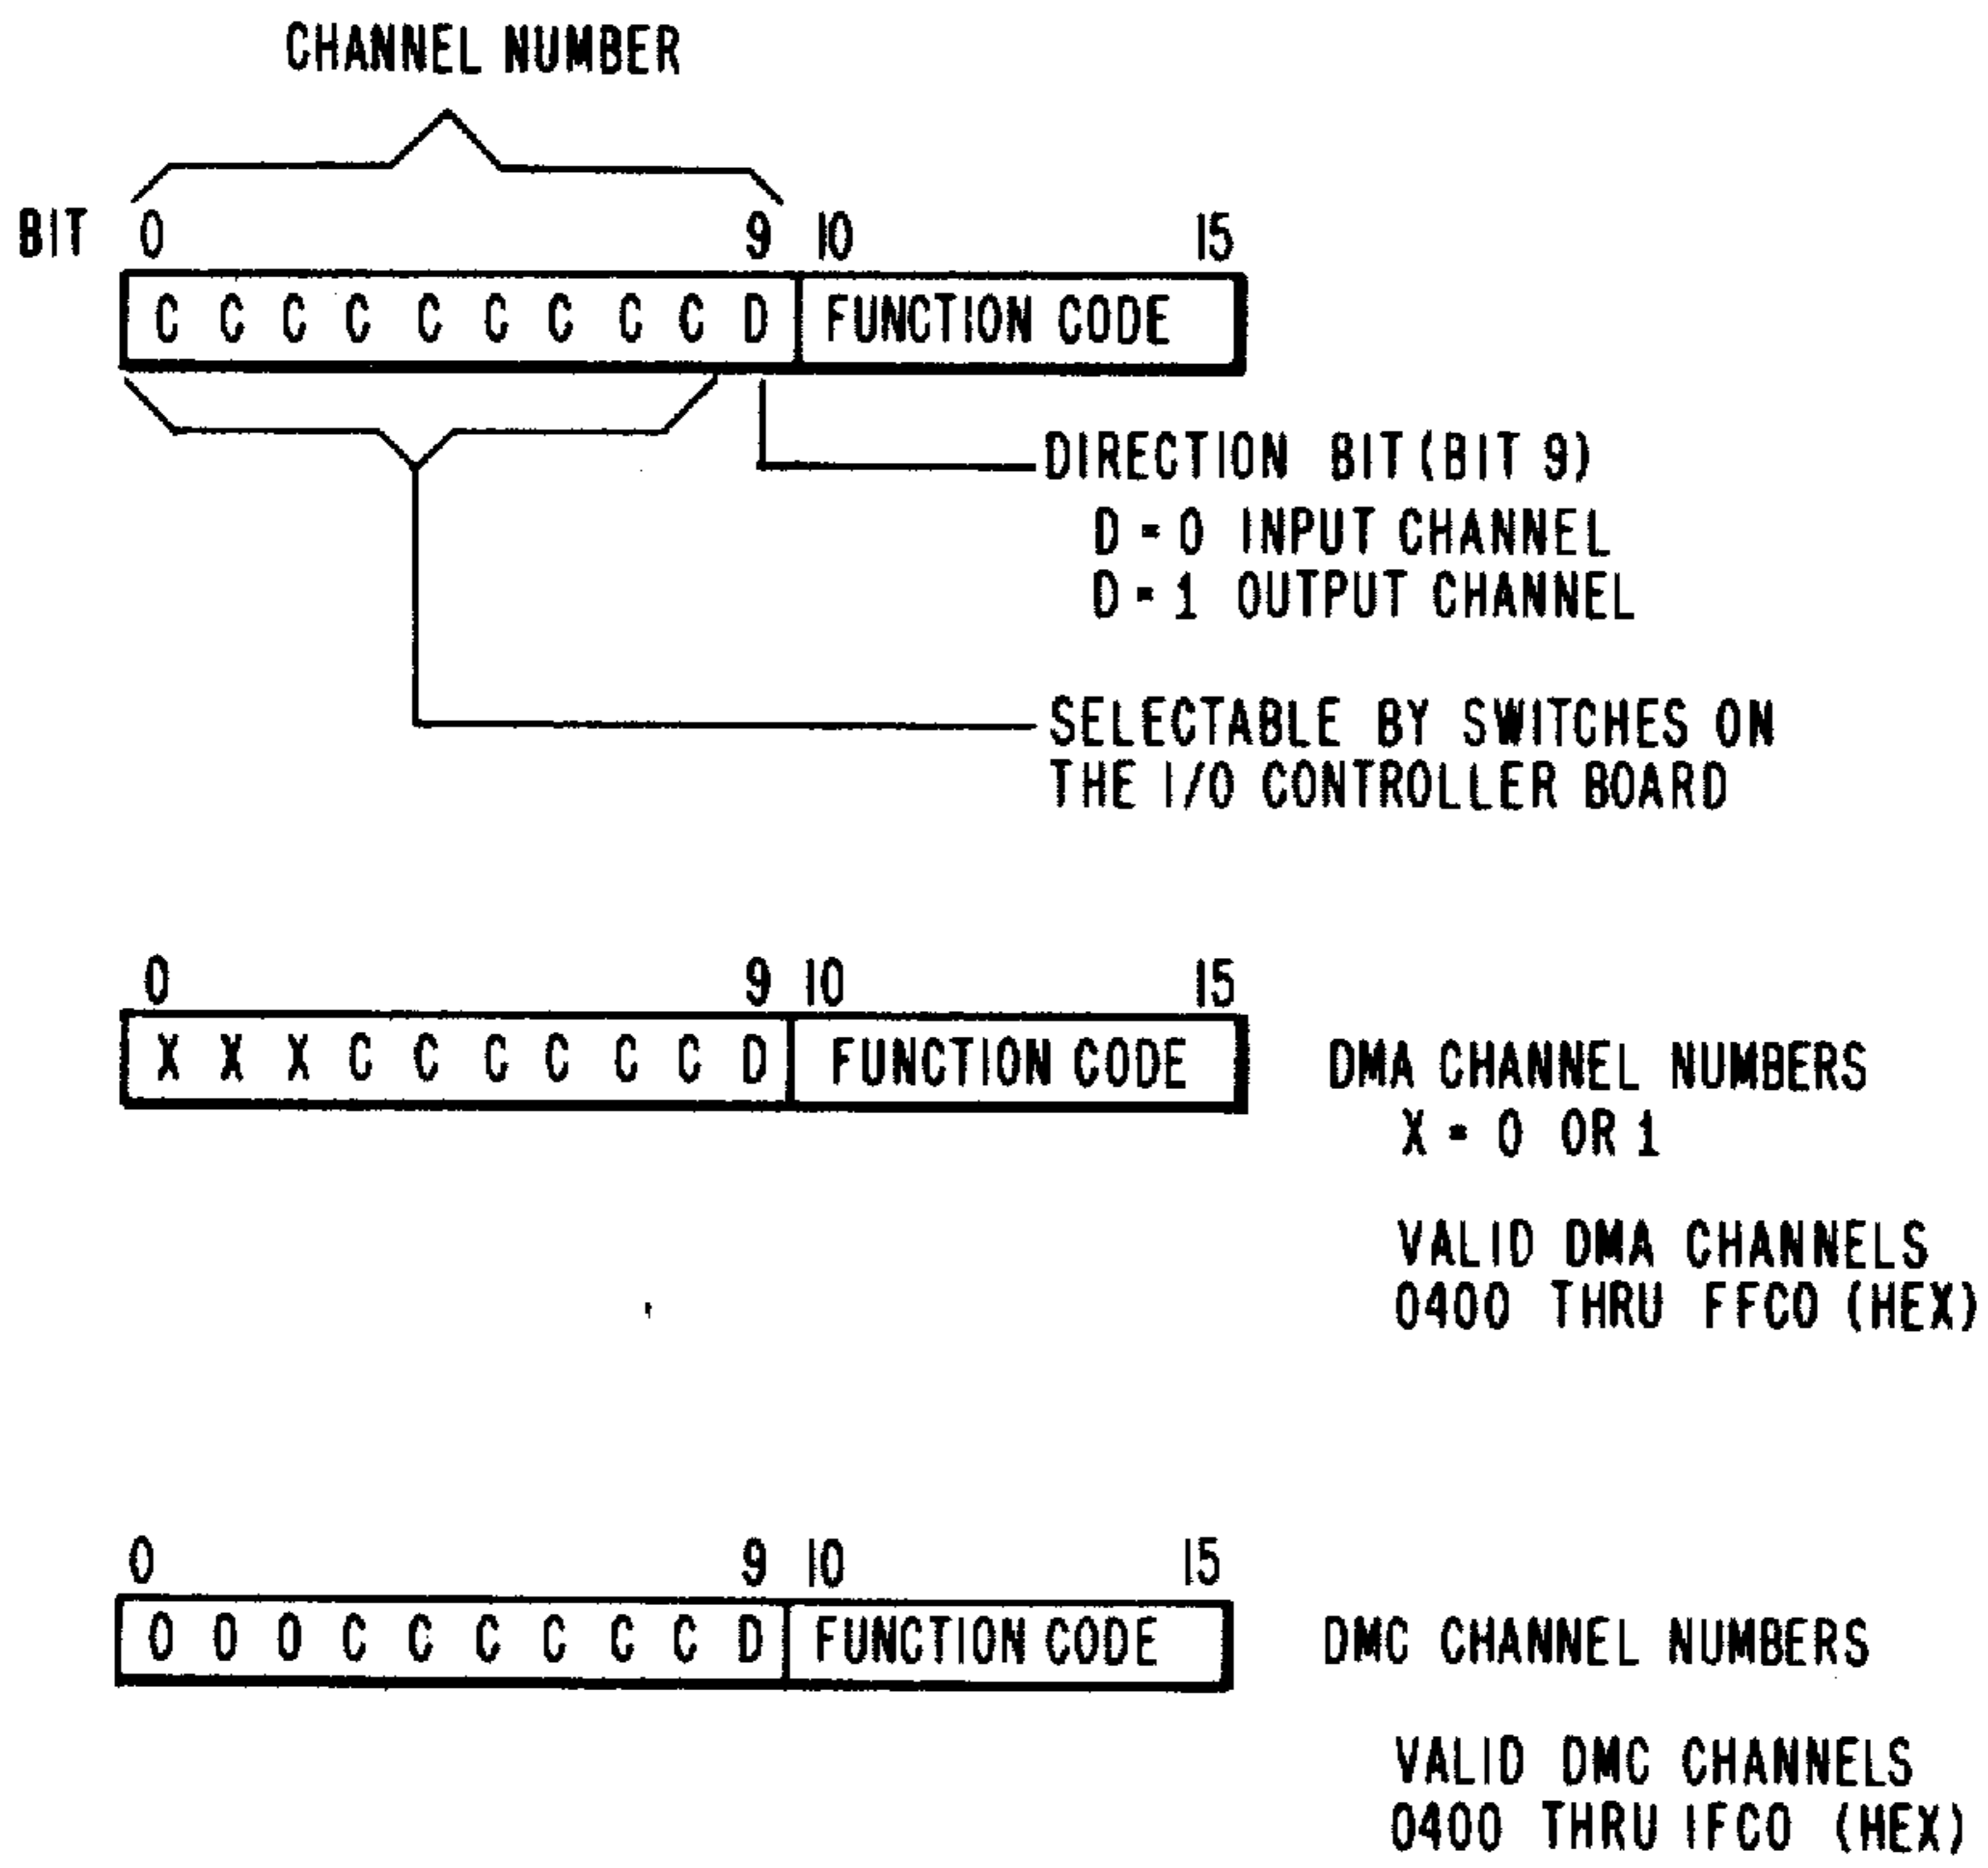 CHANNEL NUMBER
BIT 0 9 10 15
C C C C C C C C C D FUNCTION CODE
DIRECTION BIT (BIT 9)
D = 0 INPUT CHANNEL
D = 1 OUTPUT CHANNEL
SELECTABLE BY SWITCHES ON
THE I/O CONTROLLER BOARD
0 9 10 15
X X X C C C C C C D FUNCTION CODE
DMA CHANNEL NUMBERS
X = 0 OR 1
VALID DMA CHANNELS
0400 THRU FFC0 (HEX)
0 9 10 15
0 0 0 C C C C C C D FUNCTION CODE
DMC CHANNEL NUMBERS
VALID DMC CHANNELS
0400 THRU 1FC0 (HEX)